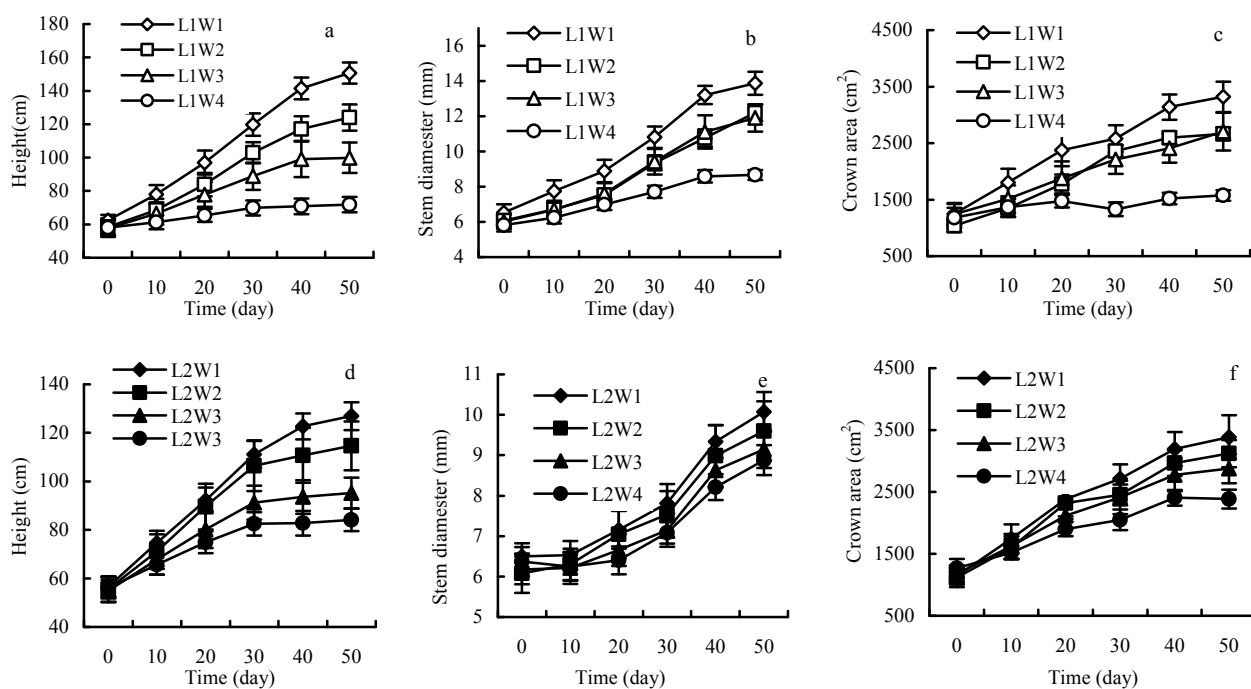 a
L1W1
L1W2
L1W3
L1W4
Height(cm)
180
160
140
120
100
80
60
40
0 10 20 30 40 50
Time (day)
b
L1W1
L1W2
L1W3
L1W4
Stem diamester (mm)
16
14
12
10
8
6
4
0 10 20 30 40 50
Time (day)
c
L1W1
L1W2
L1W3
L1W4
Crown area (cm²)
4500
3500
2500
1500
500
0 10 20 30 40 50
Time (day)
d
L2W1
L2W2
L2W3
L2W3
Height (cm)
140
120
100
80
60
40
0 10 20 30 40 50
Time (day)
e
L2W1
L2W2
L2W3
L2W4
Stem diamester (mm)
11
10
9
8
7
6
5
0 10 20 30 40 50
Time (day)
f
L2W1
L2W2
L2W3
L2W4
Crown area (cm²)
4500
3500
2500
1500
500
0 10 20 30 40 50
Time (day)